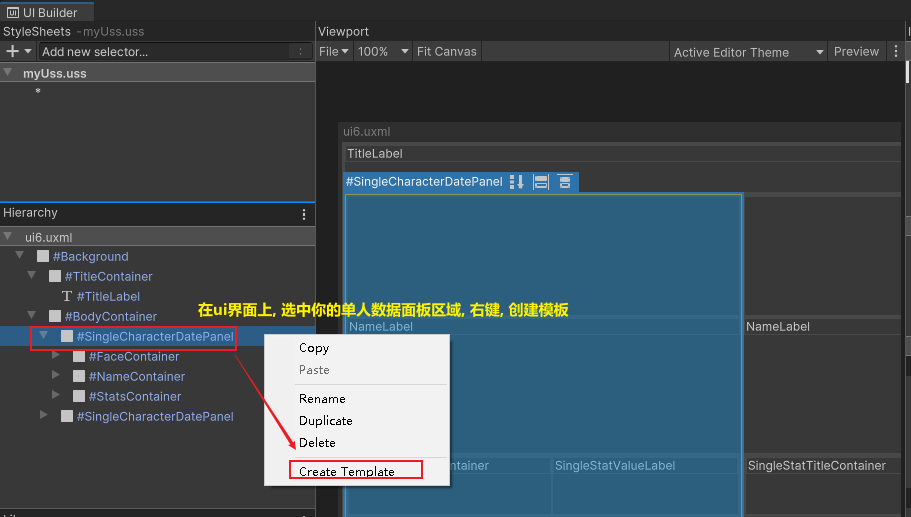 UI Builder
StyleSheets - myUss.uss
Add new selector...
myUss.uss
*
Viewport
File 100% Fit Canvas
Active Editor Theme Preview
ui6.uxml
TitleLabel
#SingleCharacterDatePanel
Hierarchy
ui6.uxml
#Background
#TitleContainer
#TitleLabel
#BodyContainer
在ui界面上, 选中你的单人数据面板区域, 右键, 创建模板
#SingleCharacterDatePanel
#FaceContainer
#NameContainer
#StatsContainer
#SingleCharacterDatePanel
Copy
Paste
Rename
Duplicate
Delete
Create Template
NameLabel
NameLabel
ontainer
SingleStatValueLabel
SingleStatTitleContainer